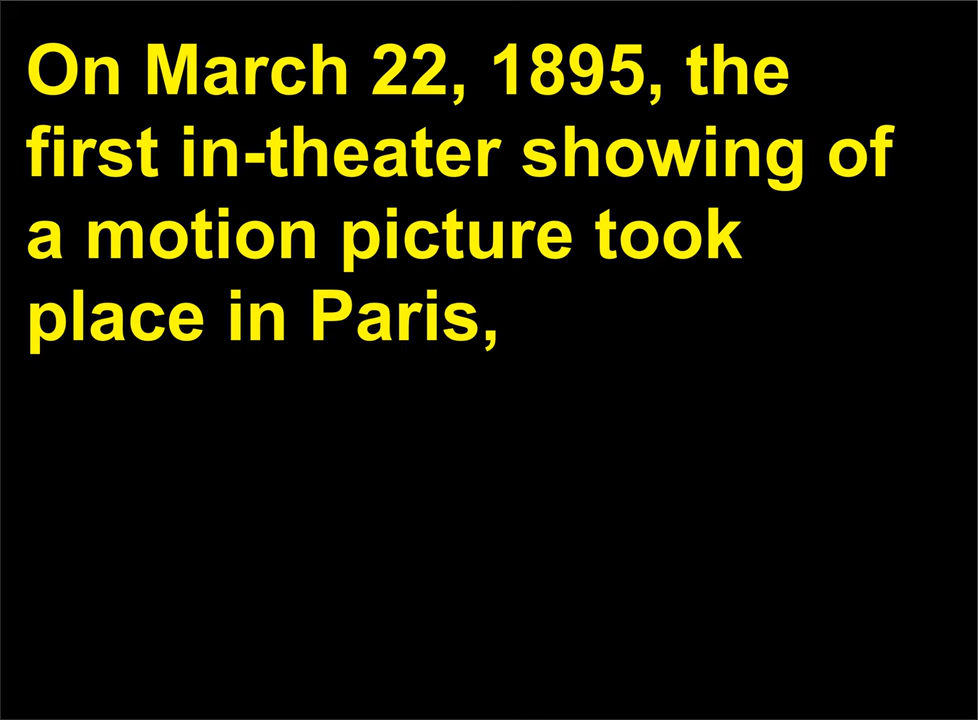 On March 22, 1895, the
first in-theater showing of
a motion picture took
place in Paris,